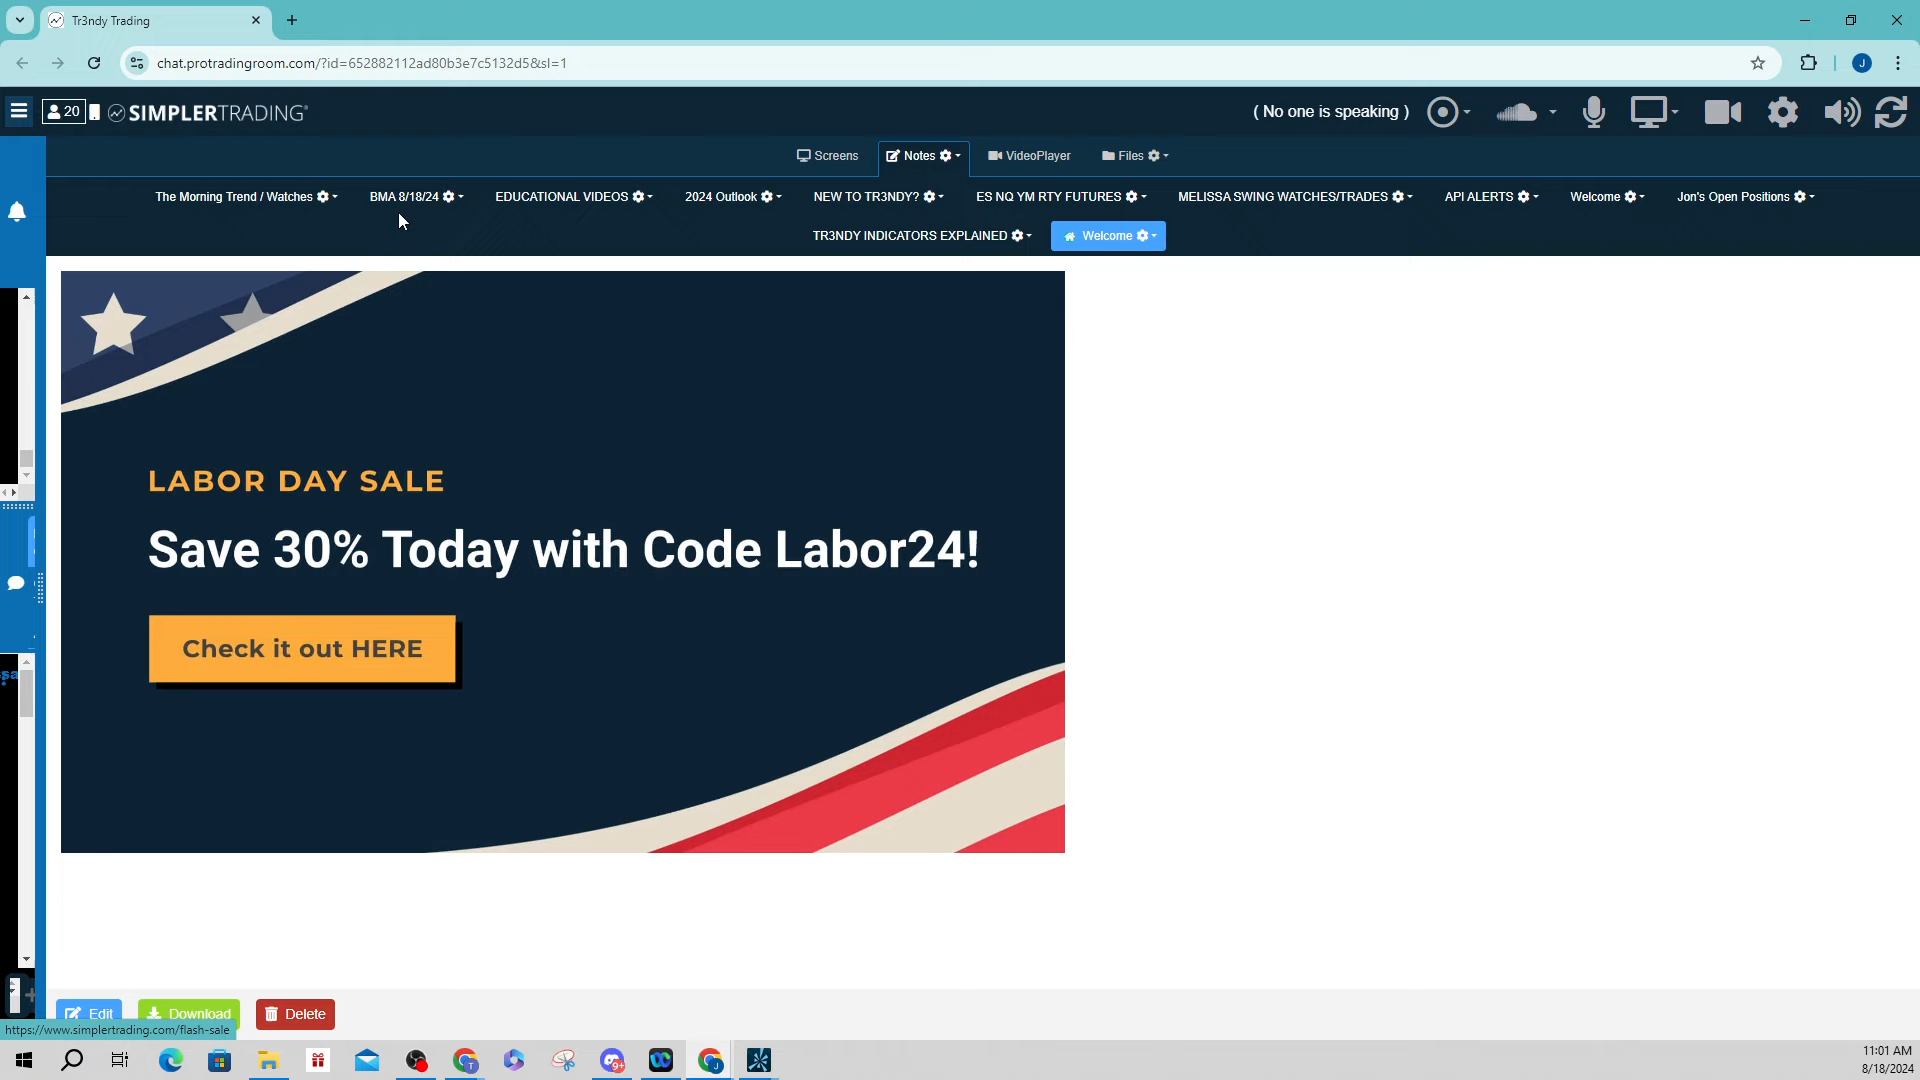 Tr3ndy Trading
chat.protradingroom.com/?id=652882112ad80b3e7c5132d5&sl=1
J
20
SIMPLERTRADING®
( No one is speaking )
Screens
Notes
VideoPlayer
Files
The Morning Trend / Watches
BMA 8/18/24
EDUCATIONAL VIDEOS
2024 Outlook
NEW TO TR3NDY?
ES NQ YM RTY FUTURES
MELISSA SWING WATCHES/TRADES
API ALERTS
Welcome
Jon's Open Positions
TR3NDY INDICATORS EXPLAINED
Welcome
LABOR DAY SALE
Save 30% Today with Code Labor24!
Check it out HERE
Edit
Download
Delete
https://www.simplertrading.com/flash-sale
T
9+
J
11:01 AM
8/18/2024